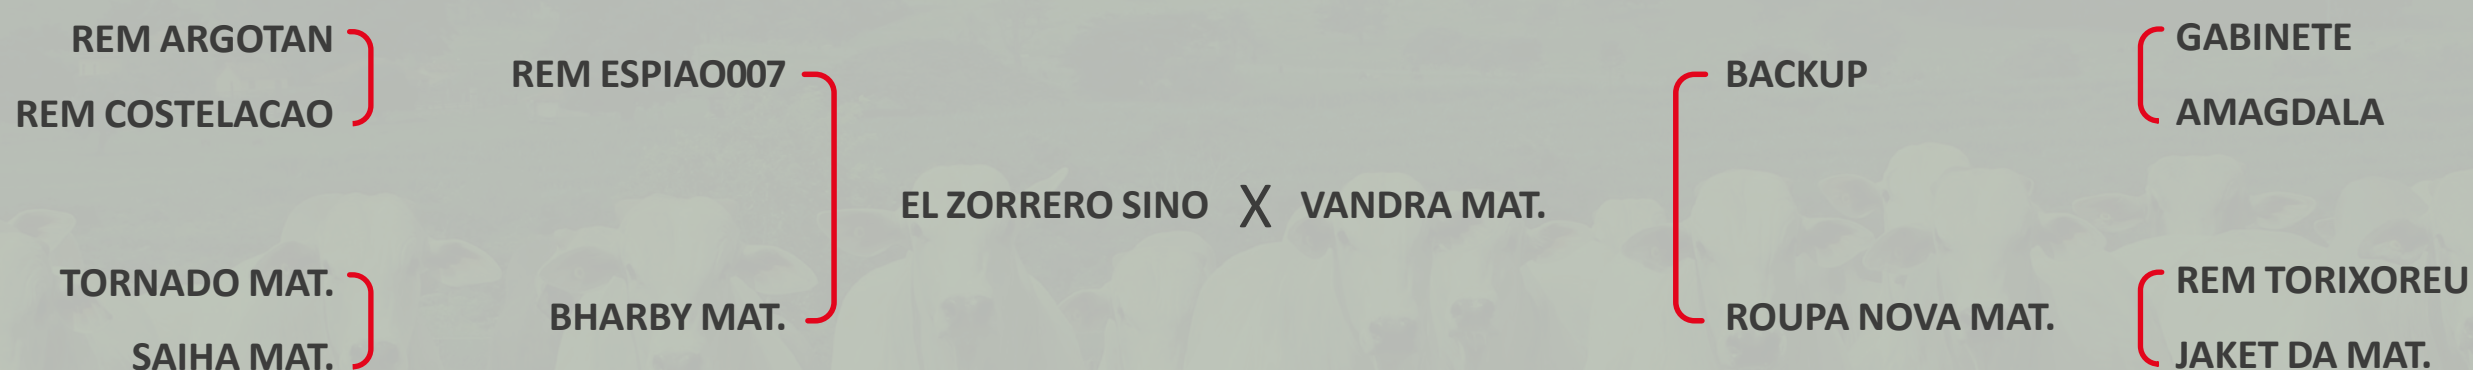 REM ARGOTAN
REM COSTELACAO
REM ESPIAO007
TORNADO MAT.
SAIHA MAT.
BHARBY MAT.
EL ZORRERO SINO X VANDRA MAT.
BACKUP
GABINETE
AMAGDALA
ROUPA NOVA MAT.
REM TORIXOREU
JAKET DA MAT.